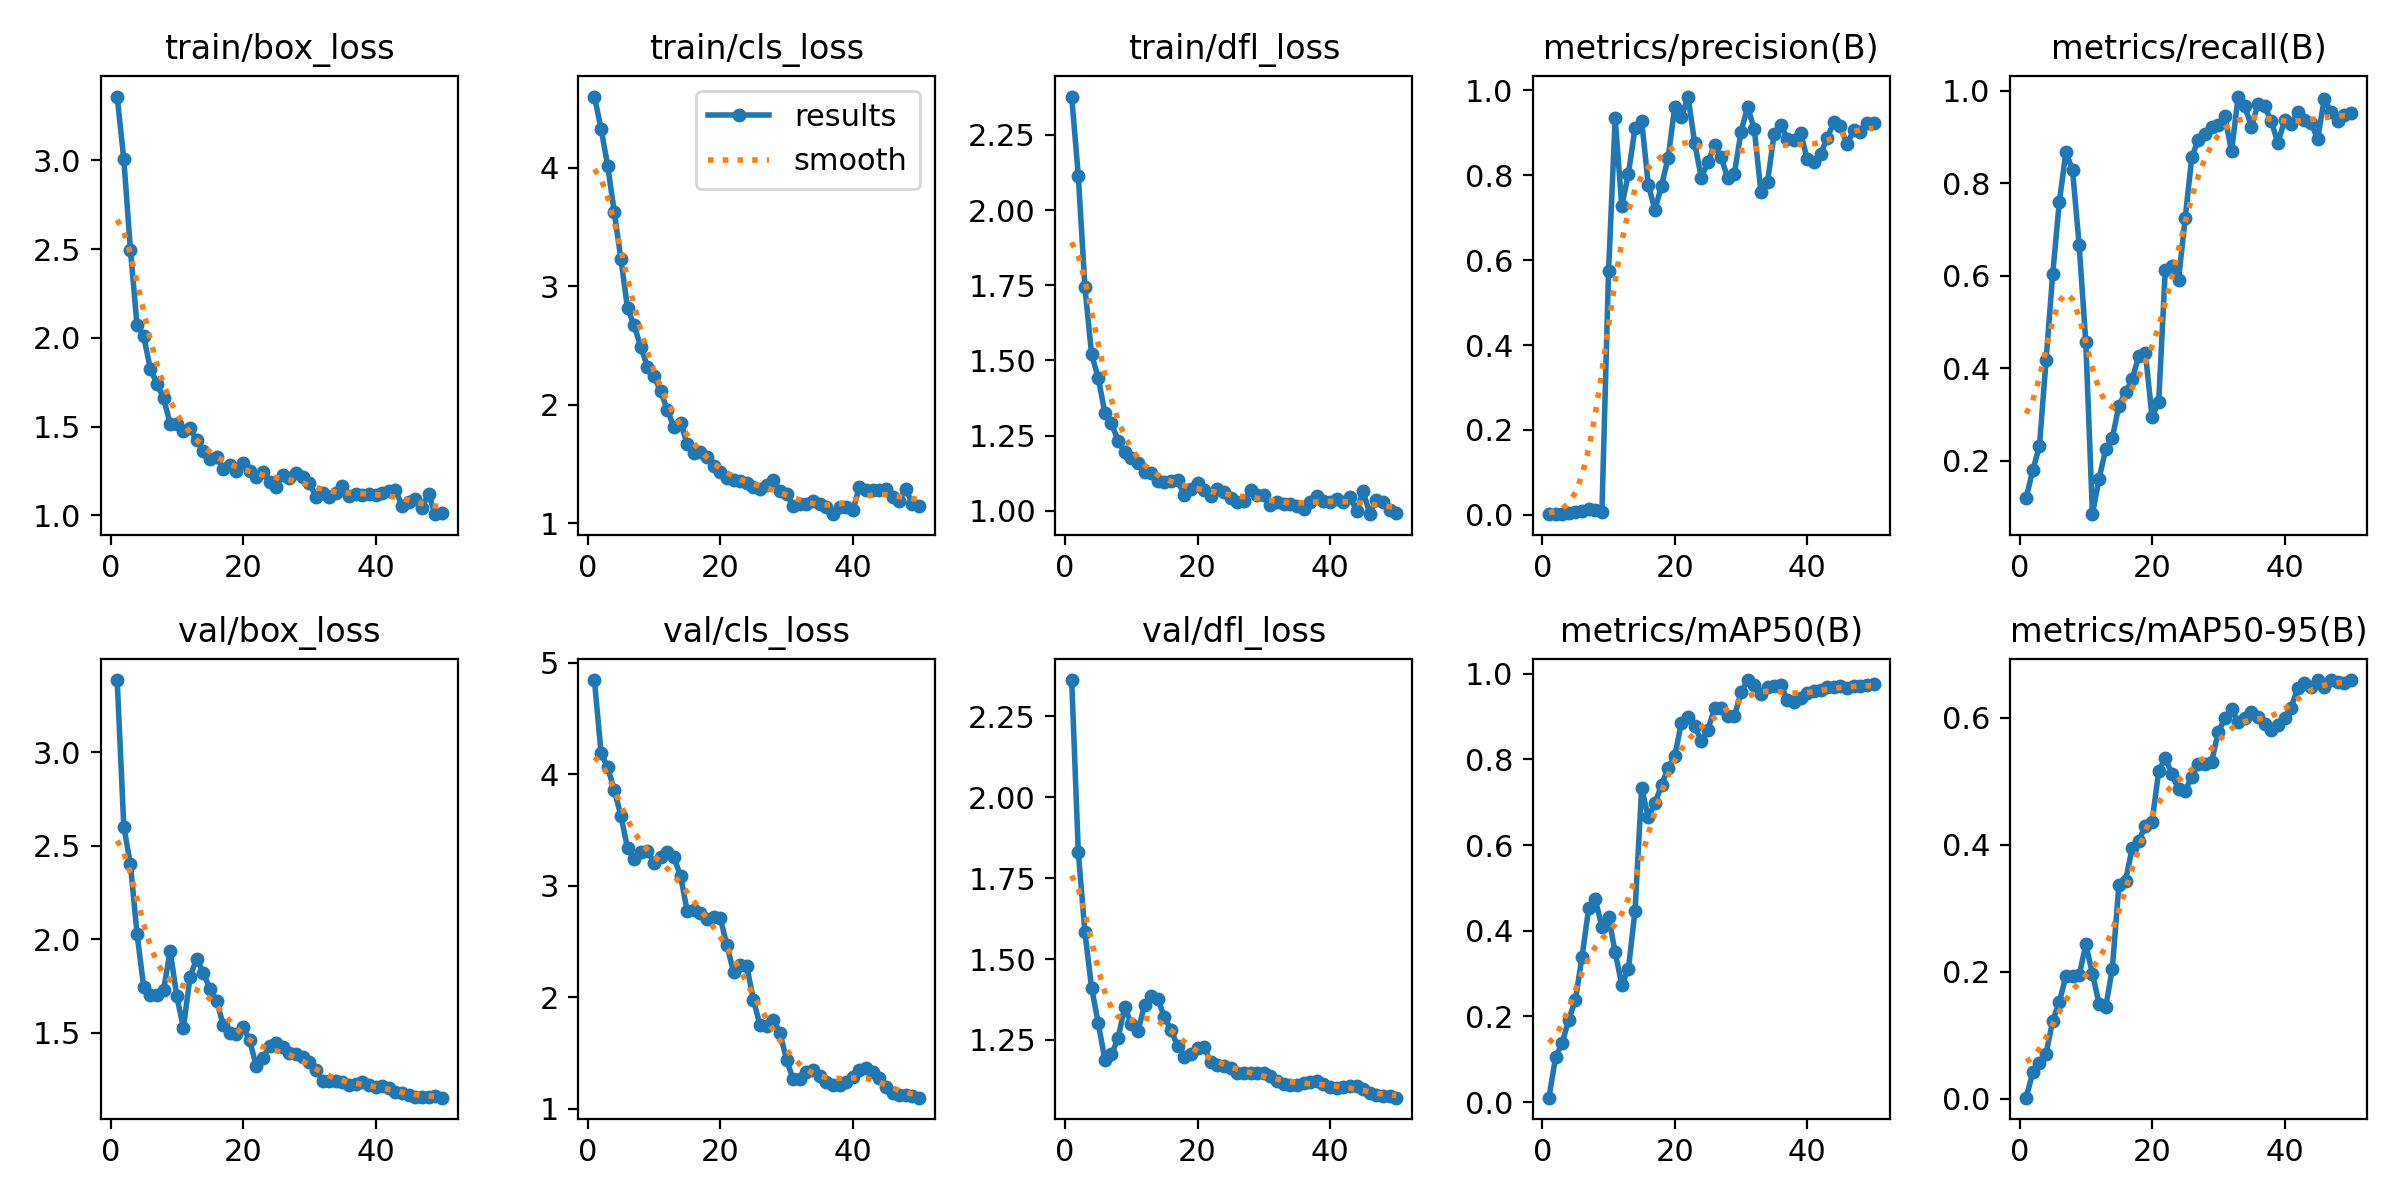 train/box_loss
3.0
2.5
2.0
1.5
1.0
0 20 40
train/cls_loss
results
smooth
4
3
2
1
0 20 40
train/dfl_loss
2.25
2.00
1.75
1.50
1.25
1.00
0 20 40
metrics/precision(B)
1.0
0.8
0.6
0.4
0.2
0.0
0 20 40
metrics/recall(B)
1.0
0.8
0.6
0.4
0.2
0 20 40
val/box_loss
3.0
2.5
2.0
1.5
0 20 40
val/cls_loss
5
4
3
2
1
0 20 40
val/dfl_loss
2.25
2.00
1.75
1.50
1.25
0 20 40
metrics/mAP50(B)
1.0
0.8
0.6
0.4
0.2
0.0
0 20 40
metrics/mAP50-95(B)
0.6
0.4
0.2
0.0
0 20 40